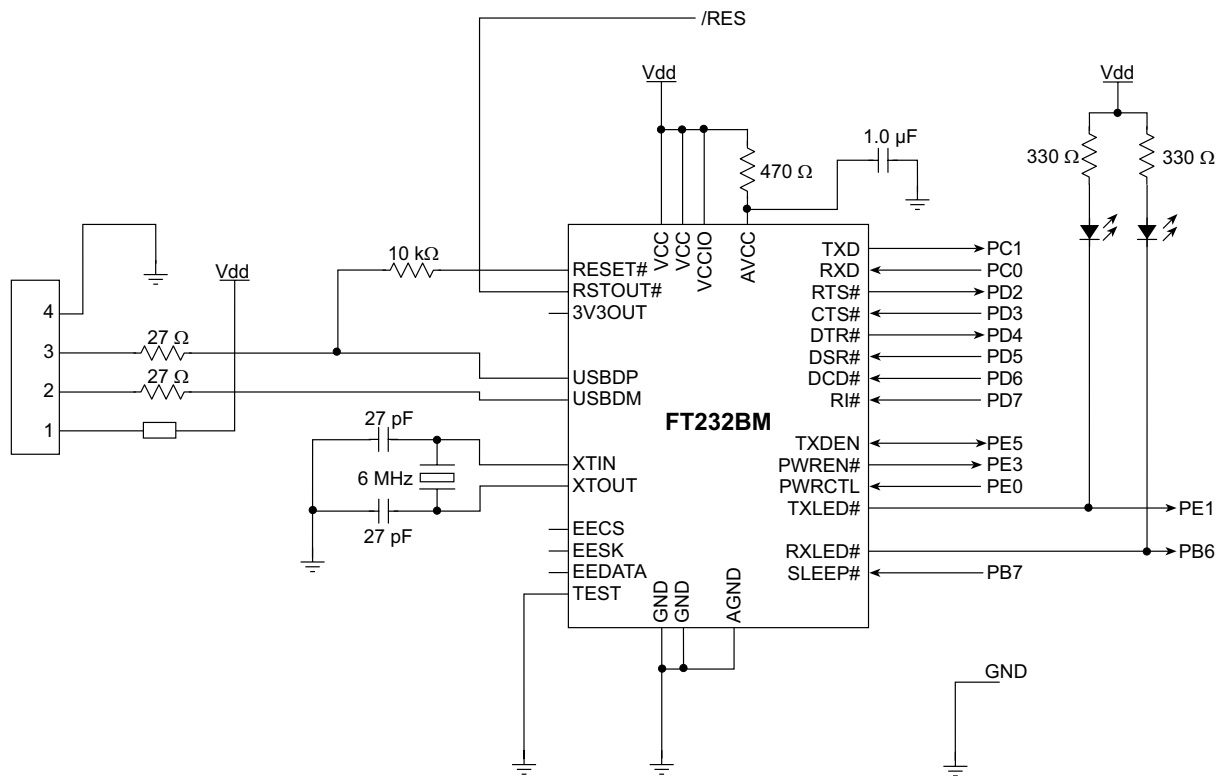 /RES
Vdd
Vdd
1.0 µF
470 Ω
330 Ω
330 Ω
VCC
VCC
VCCIO
AVCC
10 kΩ
Vdd
4
3
2
1
27 Ω
27 Ω
RESET#
RSTOUT#
3V3OUT
USBDP
USBDM
27 pF
6 MHz
27 pF
XTIN
XTOUT
EECS
EESK
EEDATA
TEST
FT232BM
TXD PC1
RXD PC0
RTS# PD2
CTS# PD3
DTR# PD4
DSR# PD5
DCD# PD6
RI# PD7
TXDEN PE5
PWREN# PE3
PWRCTL PE0
TXLED# PE1
RXLED# PB6
SLEEP# PB7
GND
GND
AGND
GND